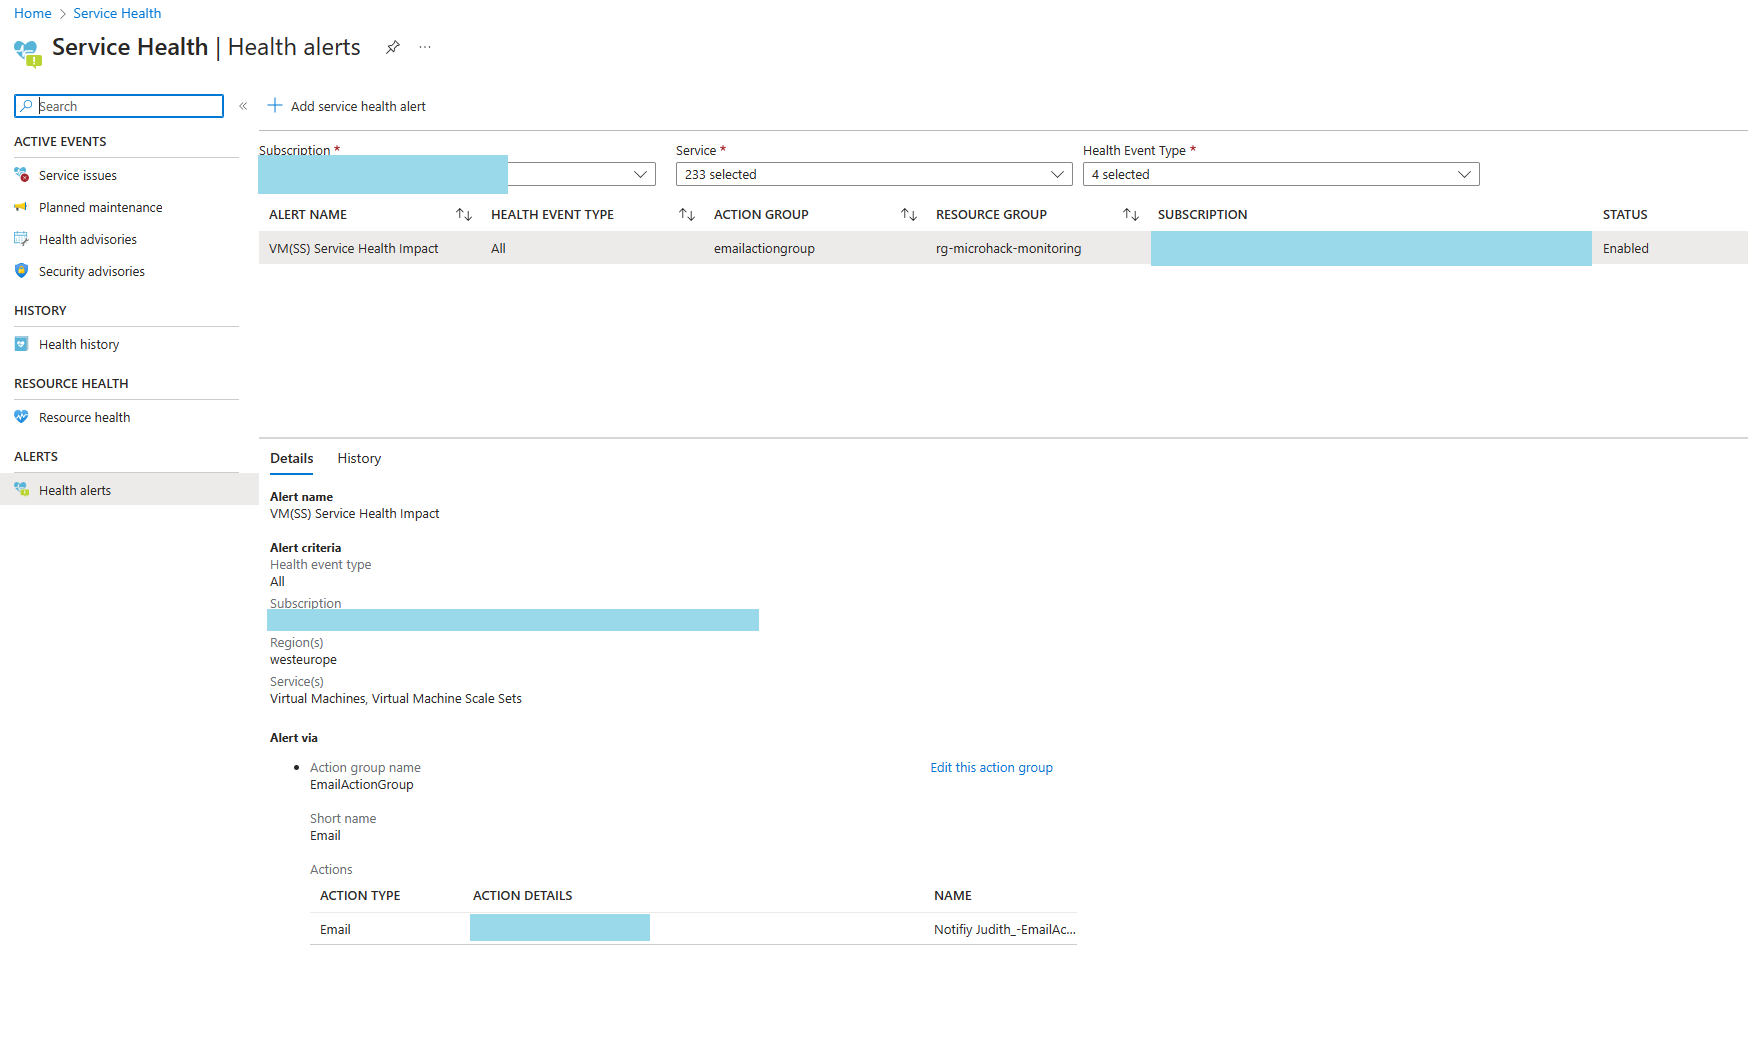 Home > Service Health
Service Health | Health alerts ...
Search «
Add service health alert
ACTIVE EVENTS
Service issues
Planned maintenance
Health advisories
Security advisories
HISTORY
Health history
RESOURCE HEALTH
Resource health
ALERTS
Health alerts
Subscription * Service * Health Event Type *
233 selected 4 selected
ALERT NAME HEALTH EVENT TYPE ACTION GROUP RESOURCE GROUP SUBSCRIPTION STATUS
VM(SS) Service Health Impact All emailactiongroup rg-microhack-monitoring Enabled
Details History
Alert name
VM(SS) Service Health Impact
Alert criteria
Health event type
All
Subscription
Region(s)
westeurope
Service(s)
Virtual Machines, Virtual Machine Scale Sets
Alert via
• Action group name Edit this action group
EmailActionGroup
Short name
Email
Actions
ACTION TYPE ACTION DETAILS NAME
Email Notifiy Judith_-EmailAc...